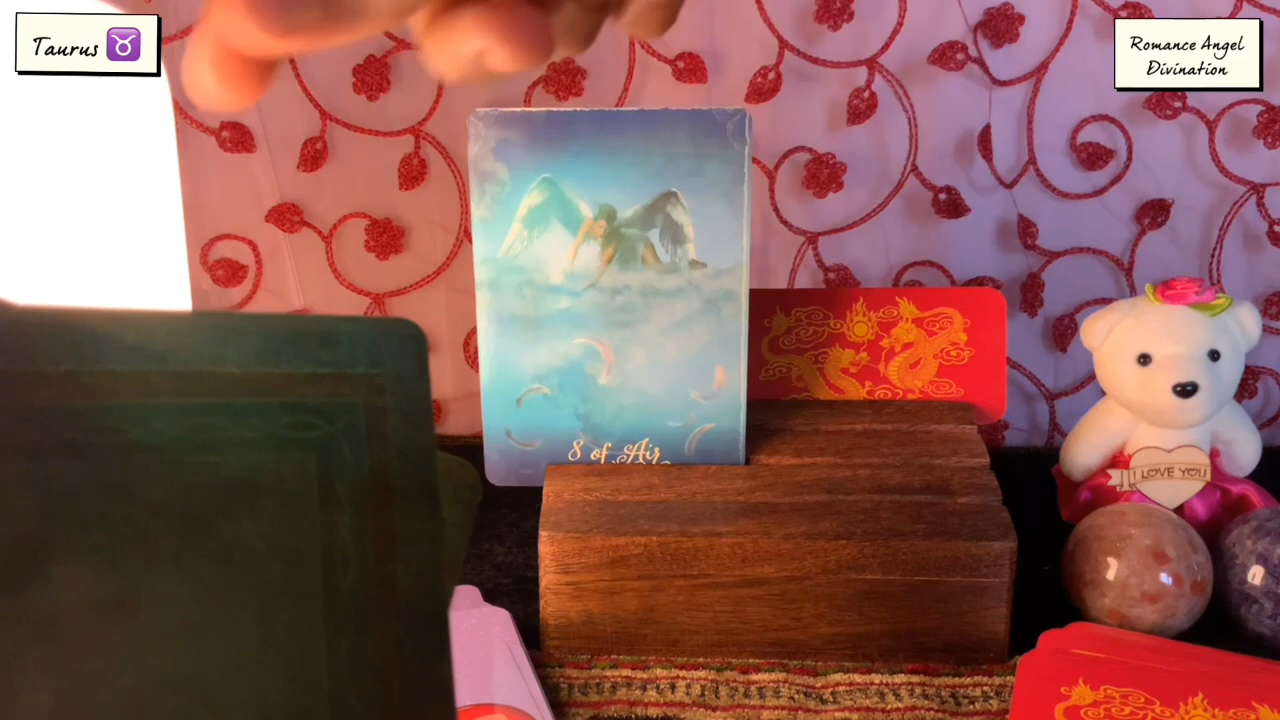 Taurus ♉
Romance Angel
Divination
8 of Air
I LOVE YOU